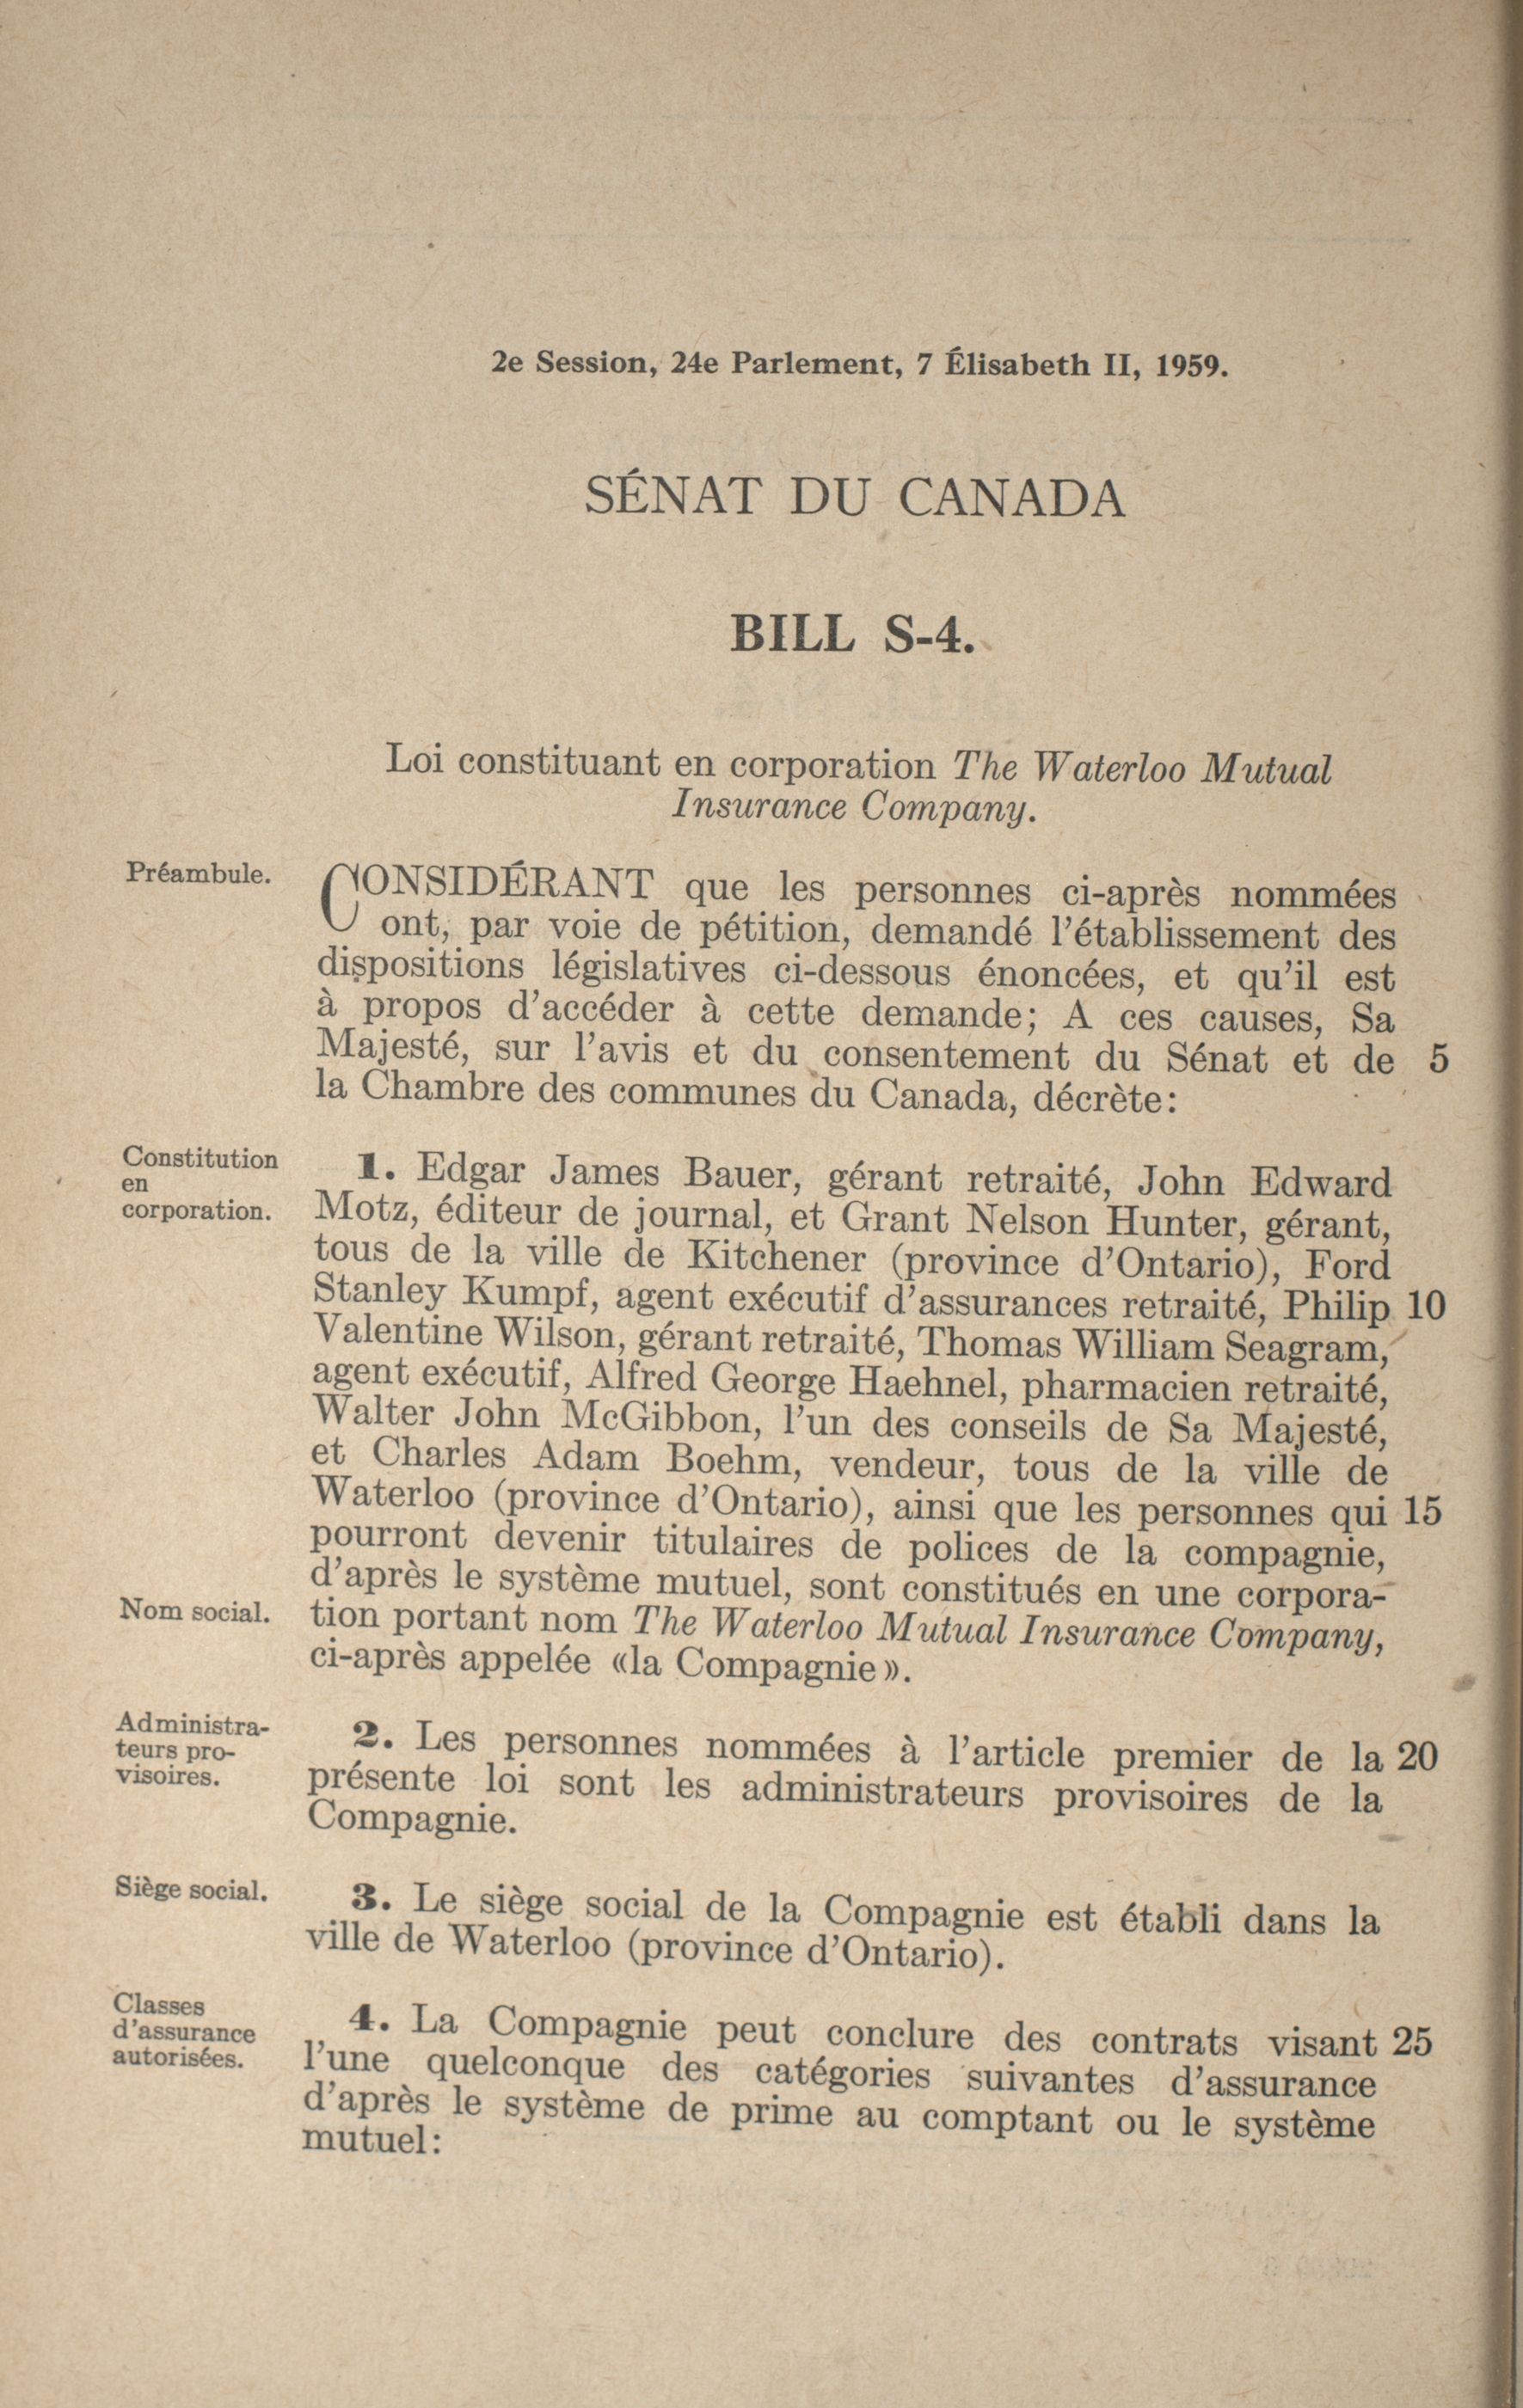 2e Session, 24e Parlement, 7 Élisabeth II, 1959.
SÉNAT DU CANADA
BILL S-4.
Loi constituant en corporation The Waterloo Mutual
Insurance Company.
Préambule.
CONSIDÉRANT que les personnes ci-après nommées
ont, par voie de pétition, demandé l'établissement des
dispositions législatives ci-dessous énoncées, et qu'il est
à propos d'accéder à cette demande; A ces causes, Sa
Majesté, sur l'avis et du consentement du Sénat et de 5
la Chambre des communes du Canada, décrète:
Constitution
en
corporation.
1. Edgar James Bauer, gérant retraité, John Edward
Motz, éditeur de journal, et Grant Nelson Hunter, gérant,
tous de la ville de Kitchener (province d'Ontario), Ford
Stanley Kumpf, agent exécutif d'assurances retraité, Philip 10
Valentine Wilson, gérant retraité, Thomas William Seagram,
agent exécutif, Alfred George Haehnel, pharmacien retraité,
Walter John McGibbon, l'un des conseils de Sa Majesté,
et Charles Adam Boehm, vendeur, tous de la ville de
Waterloo (province d'Ontario), ainsi que les personnes qui 15
pourront devenir titulaires de polices de la compagnie,
d'après le système mutuel, sont constitués en une corpora-
Nom social.
tion portant nom The Waterloo Mutual Insurance Company,
ci-après appelée «la Compagnie».
Administra-
teurs pro-
visoires.
2. Les personnes nommées à l'article premier de la 20
présente loi sont les administrateurs provisoires de la
Compagnie.
Siège social.
3. Le siège social de la Compagnie est établi dans la
ville de Waterloo (province d'Ontario).
Classes
d'assurance
autorisées.
4. La Compagnie peut conclure des contrats visant 25
l'une quelconque des catégories suivantes d'assurance
d'après le système de prime au comptant ou le système
mutuel: